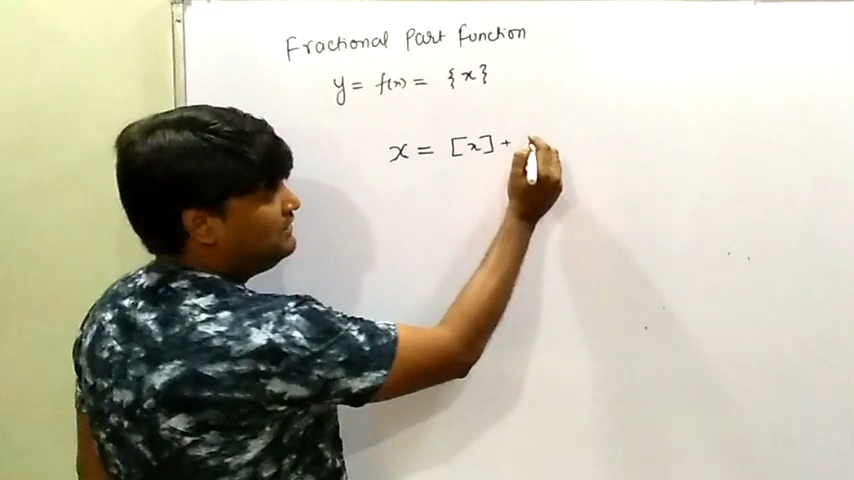 Fractional Part Function
y = f(x) = {x}
x = [x] +